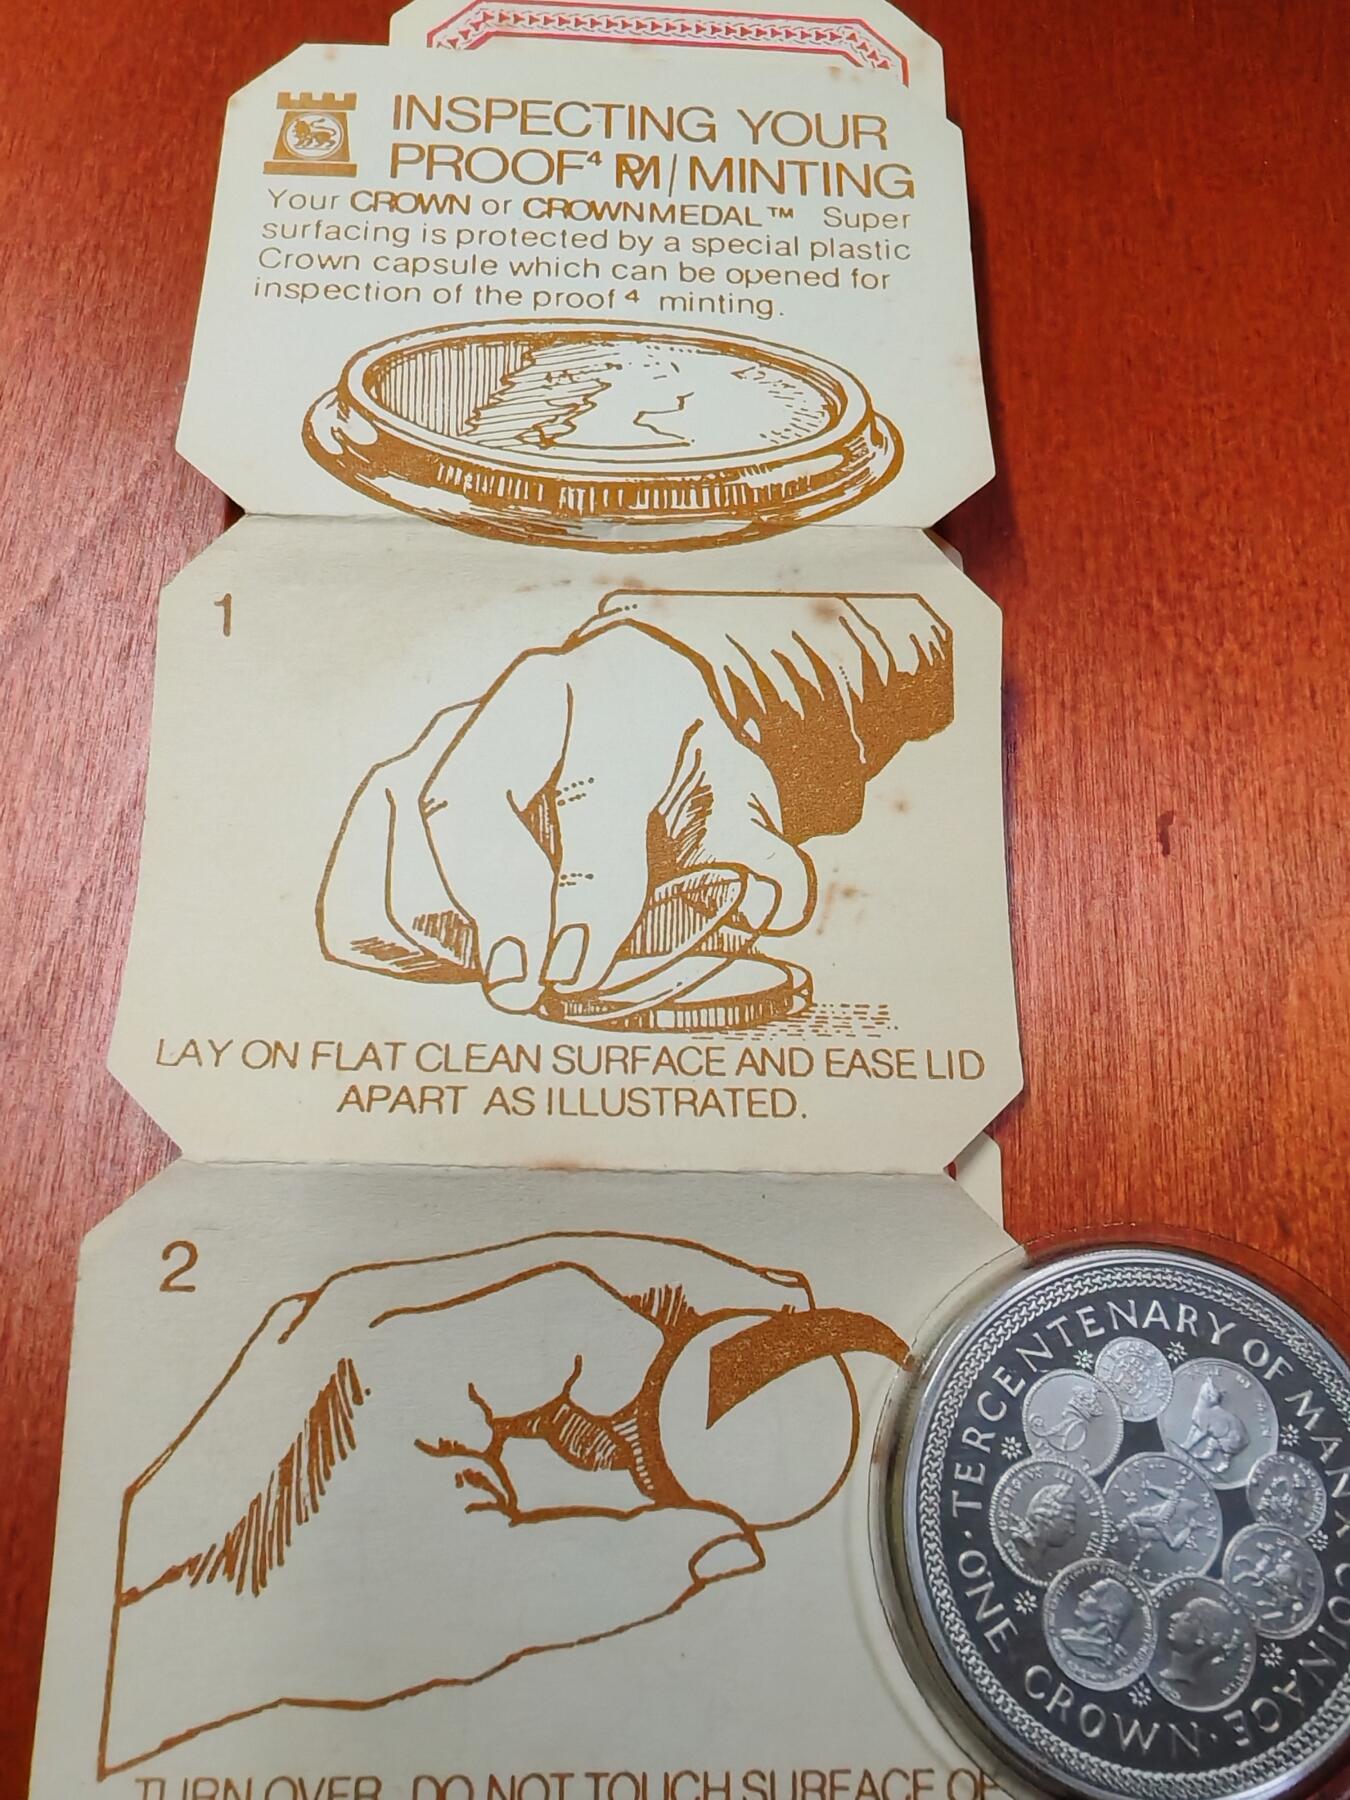 INSPECTING YOUR
PROOF⁴ PM/MINTING
Your CROWN or CROWNMEDAL™ Super
surfacing is protected by a special plastic
Crown capsule which can be opened for
inspection of the proof ⁴ minting.
1
LAY ON FLAT CLEAN SURFACE AND EASE LID
APART AS ILLUSTRATED.
2
TURN OVER. DO NOT TOUCH SURFACE OF
TERCENTENARY OF MANX COINAGE
· ONE CROWN ·